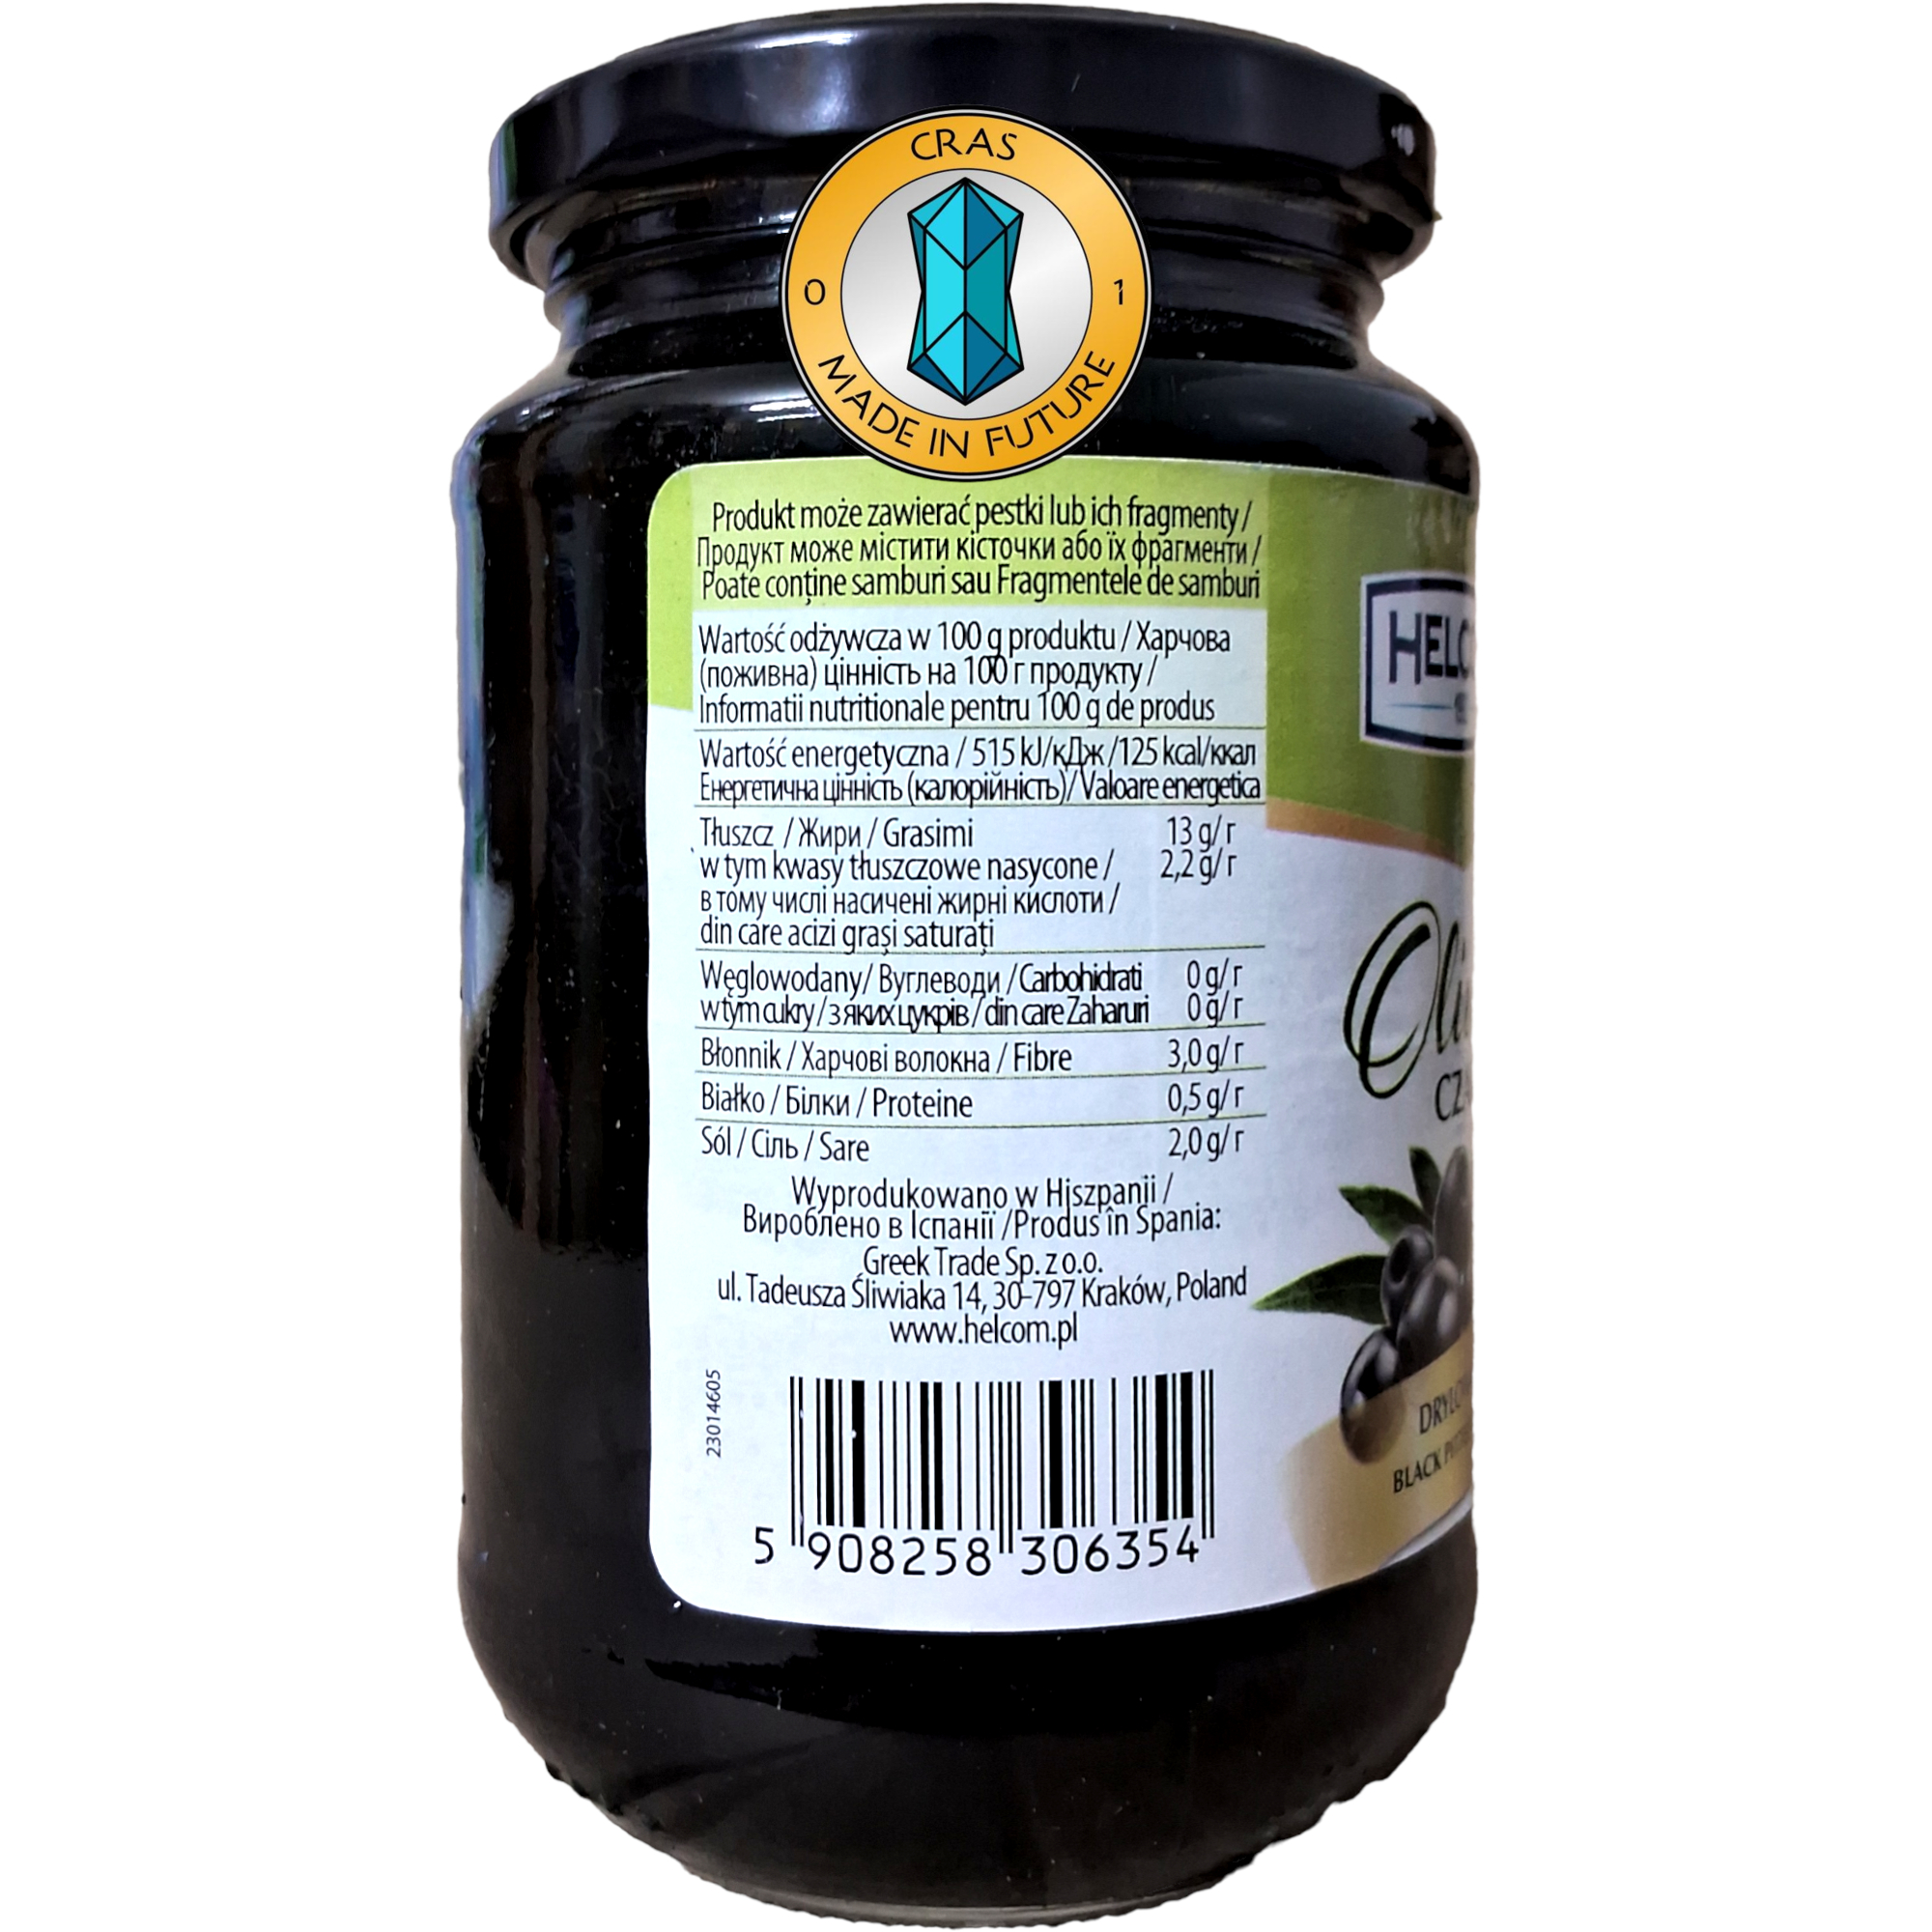 CRAS
0 1
MADE IN FUTURE
Produkt może zawierać pestki lub ich fragmenty /
Продукт може містити кісточки або їх фрагменти /
Poate conține samburi sau Fragmentele de samburi
Wartość odżywcza w 100 g produktu / Харчова
(поживна) цінність на 100 г продукту /
Informatii nutritionale pentru 100 g de produs
Wartość energetyczna / 515 kJ/кДж /125 kcal/ккал
Енергетична цінність (калорійність)/ Valoare energetica
Tłuszcz / Жири / Grasimi 13 g/г
w tym kwasy tłuszczowe nasycone / 2,2 g/г
в тому числі насичені жирні кислоти /
din care acizi grași saturați
Węglowodany/ Вуглеводи / Carbohidrati 0 g/г
w tym cukry / з яких цукрів / din care Zaharuri 0 g/г
Błonnik / Харчові волокна / Fibre 3,0 g/г
Białko / Білки / Proteine 0,5 g/г
Sól / Сіль / Sare 2,0 g/г
Wyprodukowano w Hiszpanii /
Вироблено в Іспанії /Produs în Spania:
Greek Trade Sp. z o.o.
ul. Tadeusza Śliwiaka 14, 30-797 Kraków, Poland
www.helcom.pl
23014605
5 908258 306354
HELC
Oli
CZ
DRYLO
BLACK